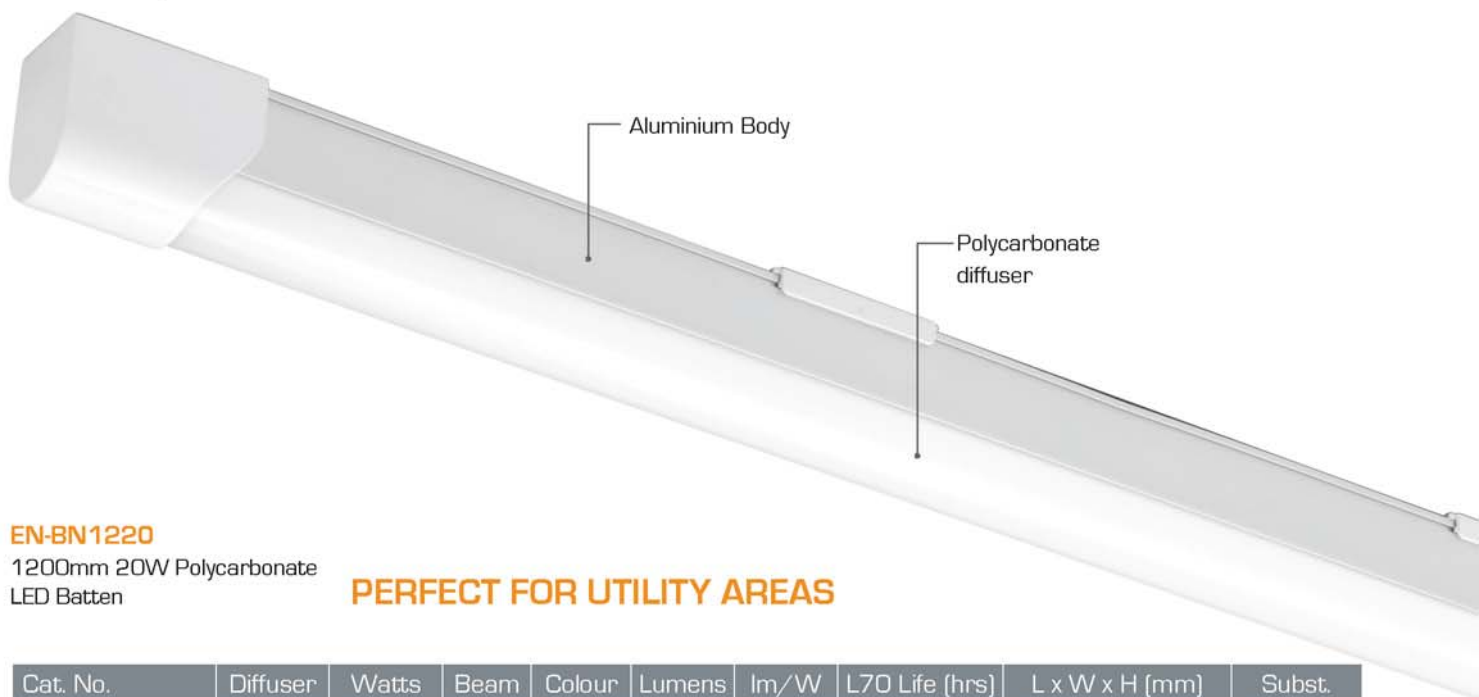 Aluminium Body
Polycarbonate
diffuser
EN-BN1220
1200mm 20W Polycarbonate
LED Batten
PERFECT FOR UTILITY AREAS
Cat. No. Diffuser Watts Beam Colour Lumens lm/W L70 Life (hrs) L x W x H (mm) Subst.